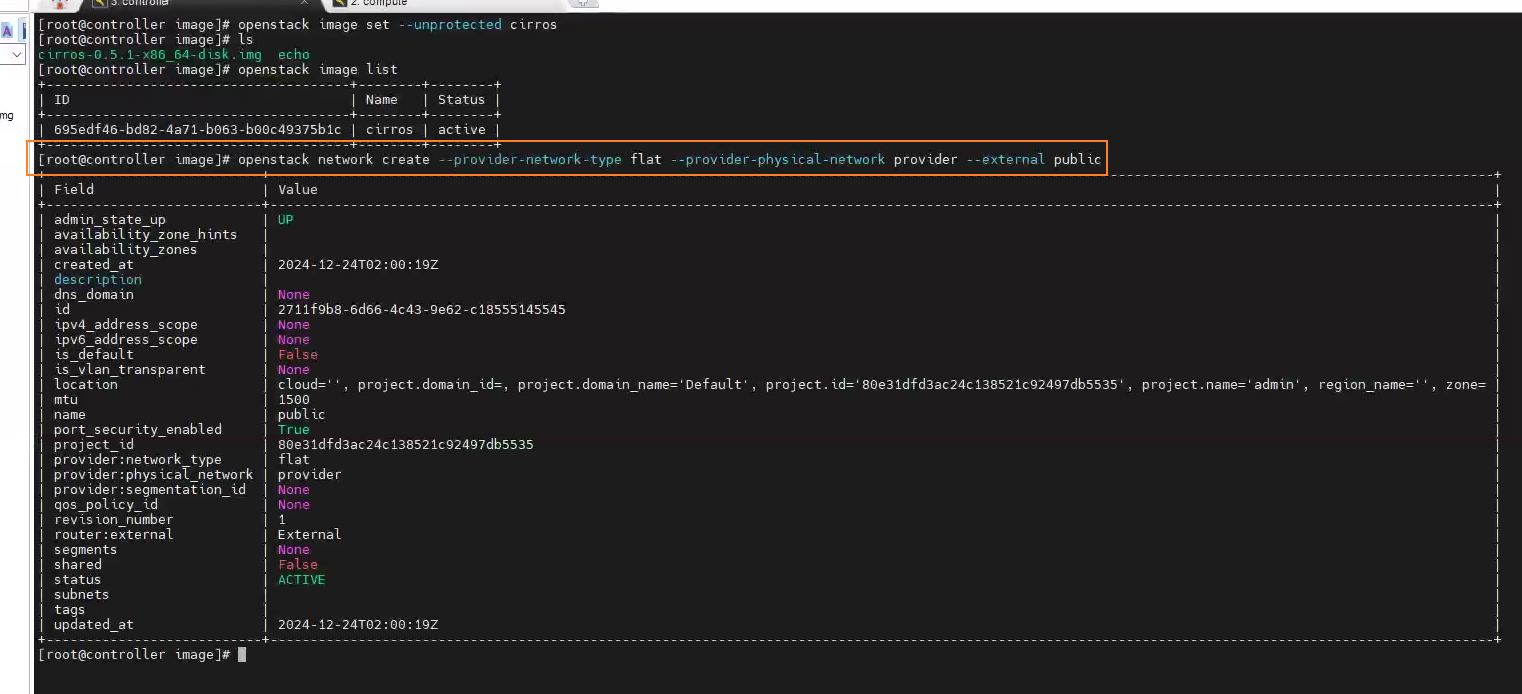 3. controller
2. compute
[root@controller image]# openstack image set --unprotected cirros
[root@controller image]# ls
cirros-0.5.1-x86_64-disk.img  echo
[root@controller image]# openstack image list
+--------------------------------------+--------+--------+
| ID                                   | Name   | Status |
+--------------------------------------+--------+--------+
| 695edf46-bd82-4a71-b063-b00c49375b1c | cirros | active |
+--------------------------------------+--------+--------+
[root@controller image]# openstack network create --provider-network-type flat --provider-physical-network provider --external public
| Field                     | Value |
| admin_state_up            | UP |
| availability_zone_hints   | |
| availability_zones        | |
| created_at                | 2024-12-24T02:00:19Z |
| description               | |
| dns_domain                | None |
| id                        | 2711f9b8-6d66-4c43-9e62-c18555145545 |
| ipv4_address_scope        | None |
| ipv6_address_scope        | None |
| is_default                | False |
| is_vlan_transparent       | None |
| location                  | cloud='', project.domain_id=, project.domain_name='Default', project.id='80e31dfd3ac24c138521c92497db5535', project.name='admin', region_name='', zone= |
| mtu                       | 1500 |
| name                      | public |
| port_security_enabled     | True |
| project_id                | 80e31dfd3ac24c138521c92497db5535 |
| provider:network_type     | flat |
| provider:physical_network | provider |
| provider:segmentation_id  | None |
| qos_policy_id             | None |
| revision_number           | 1 |
| router:external           | External |
| segments                  | None |
| shared                    | False |
| status                    | ACTIVE |
| subnets                   | |
| tags                      | |
| updated_at                | 2024-12-24T02:00:19Z |
[root@controller image]#
A
mg